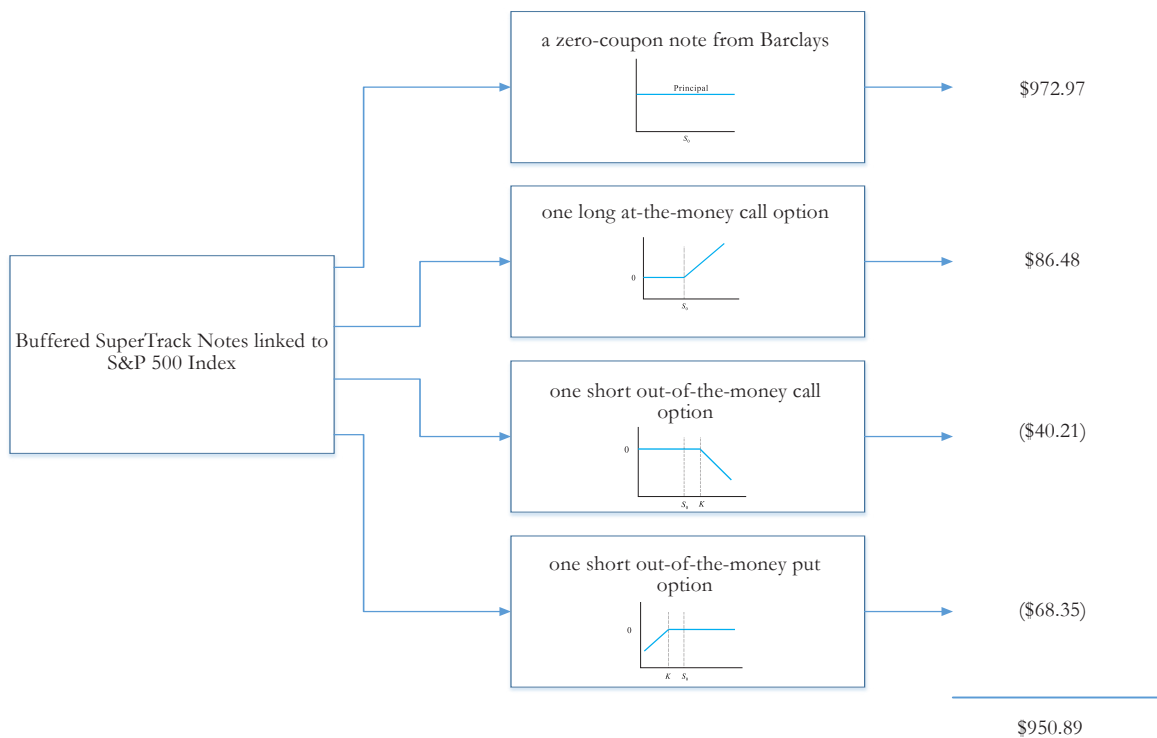 a zero-coupon note from Barclays
Principal
S₀
$972.97
one long at-the-money call option
0
S₀
$86.48
Buffered SuperTrack Notes linked to
S&P 500 Index
one short out-of-the-money call
option
0
S₀ K
($40.21)
one short out-of-the-money put
option
0
K S₀
($68.35)
$950.89